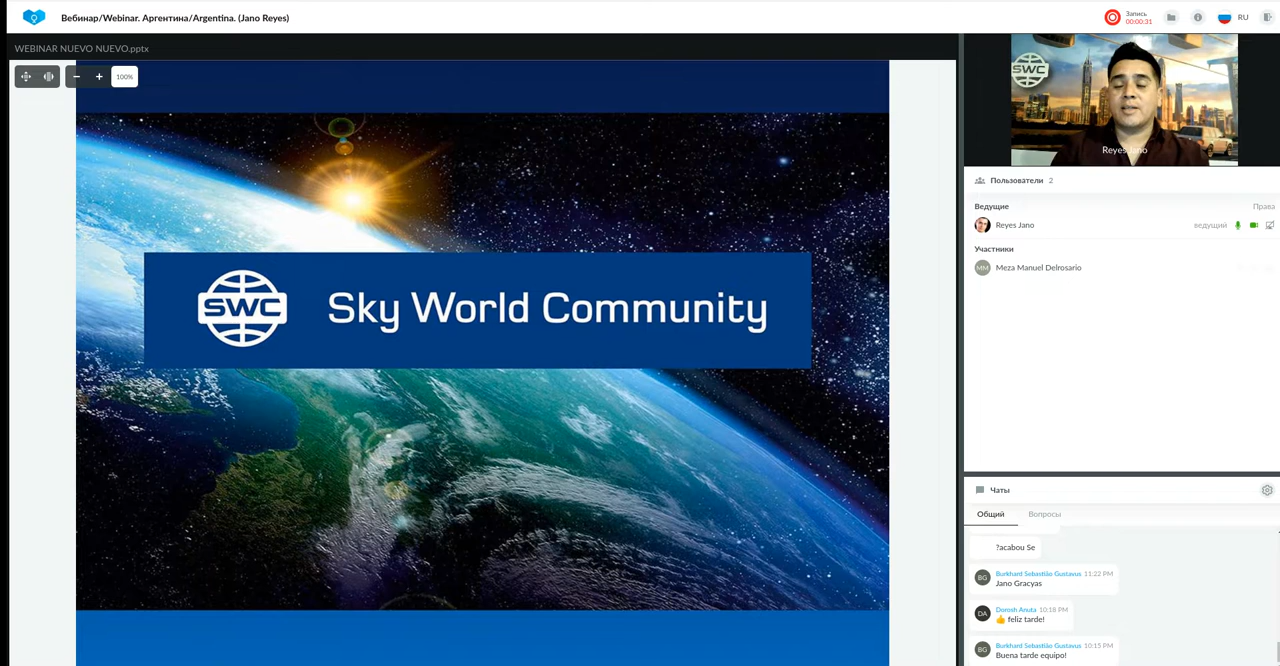 Вебинар/Webinar. Аргентина/Argentina. (Jano Reyes)
Запись
00:00:31
RU
WEBINAR NUEVO NUEVO.pptx
100%
SWC
Sky World Community
SWC
Reyes Jano
Пользователи 2
Ведущие
Права
Reyes Jano
ведущий
Участники
MM
Meza Manuel Delrosario
Чаты
Общий
Вопросы
?acabou Se
BG
Burkhard Sebastião Gustavus 11:22 PM
Jano Gracyas
DA
Dorosh Anuta 10:18 PM
👍 feliz tarde!
BG
Burkhard Sebastião Gustavus 10:15 PM
Buena tarde equipo!